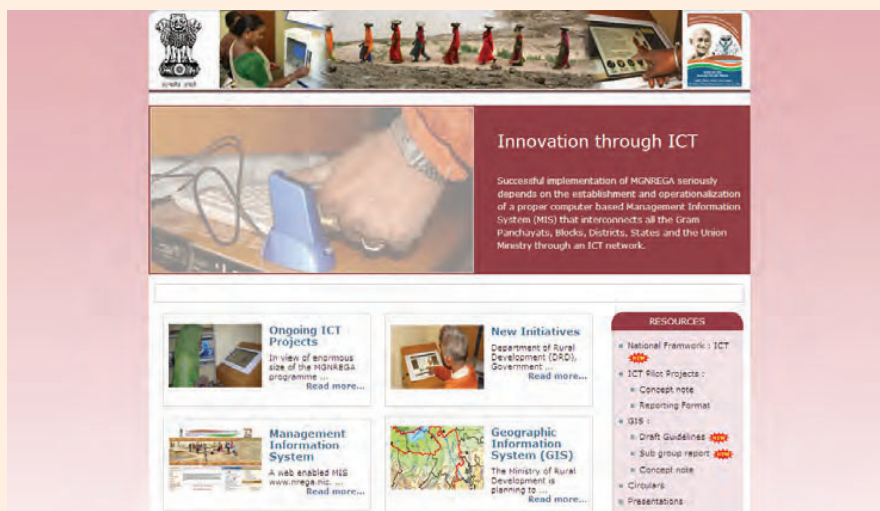 Innovation through ICT
Successful implementation of MGNREGA seriously
depends on the establishment and operationalization
of a proper computer based Management Information
System (MIS) that interconnects all the Gram
Panchayats, Blocks, Districts, States and the Union
Ministry through an ICT network.
Ongoing ICT
Projects
In view of enormous
size of the MGNREGA
programme ...
Read more...
New Initiatives
Department of Rural
Development (DRD),
Government ...
Read more...
Management
Information
System
A web enabled MIS
www.nrega.nic. ...
Read more...
Geographic
Information
System (GIS)
The Ministry of Rural
Development is
planning to ...
Read more...
RESOURCES
National Framwork : ICT
NEW
ICT Pilot Projects :
Concept note
Reporting Format
GIS :
Draft Guidelines NEW
Sub group report NEW
Concept note
Circulars
Presentations